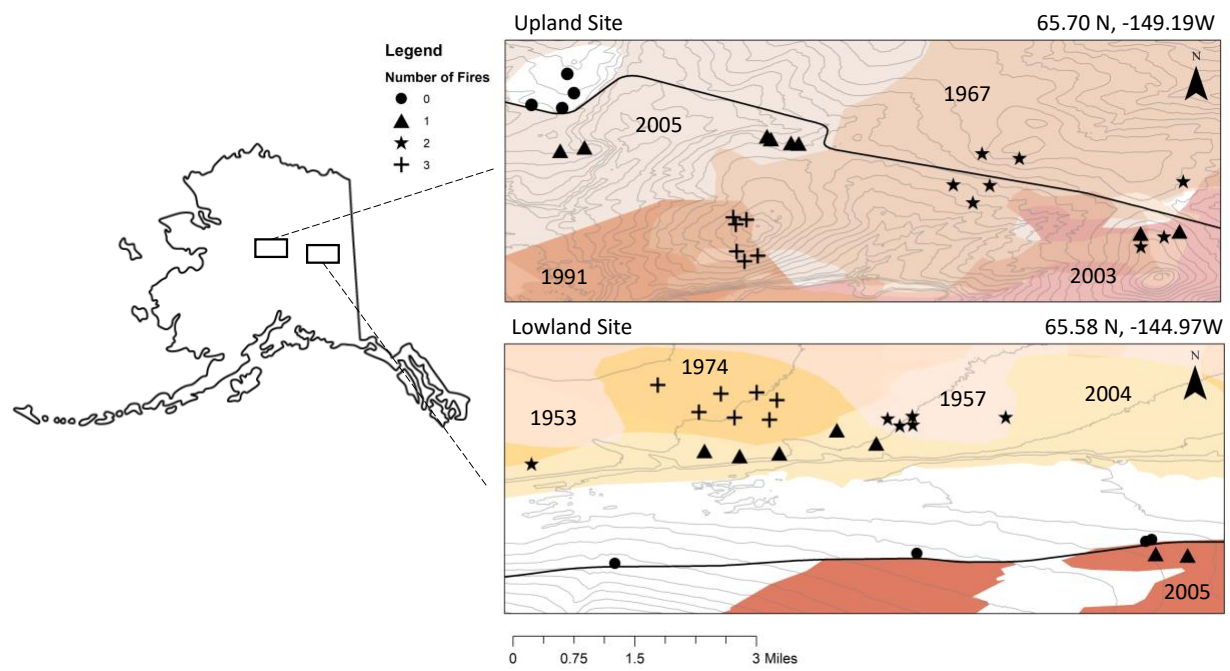 Upland Site 65.70 N, -149.19W
Legend
Number of Fires
0
1
2
3
N
1967
2005
1991
2003
Lowland Site 65.58 N, -144.97W
N
1974
1953
1957
2004
2005
0 0.75 1.5 3 Miles